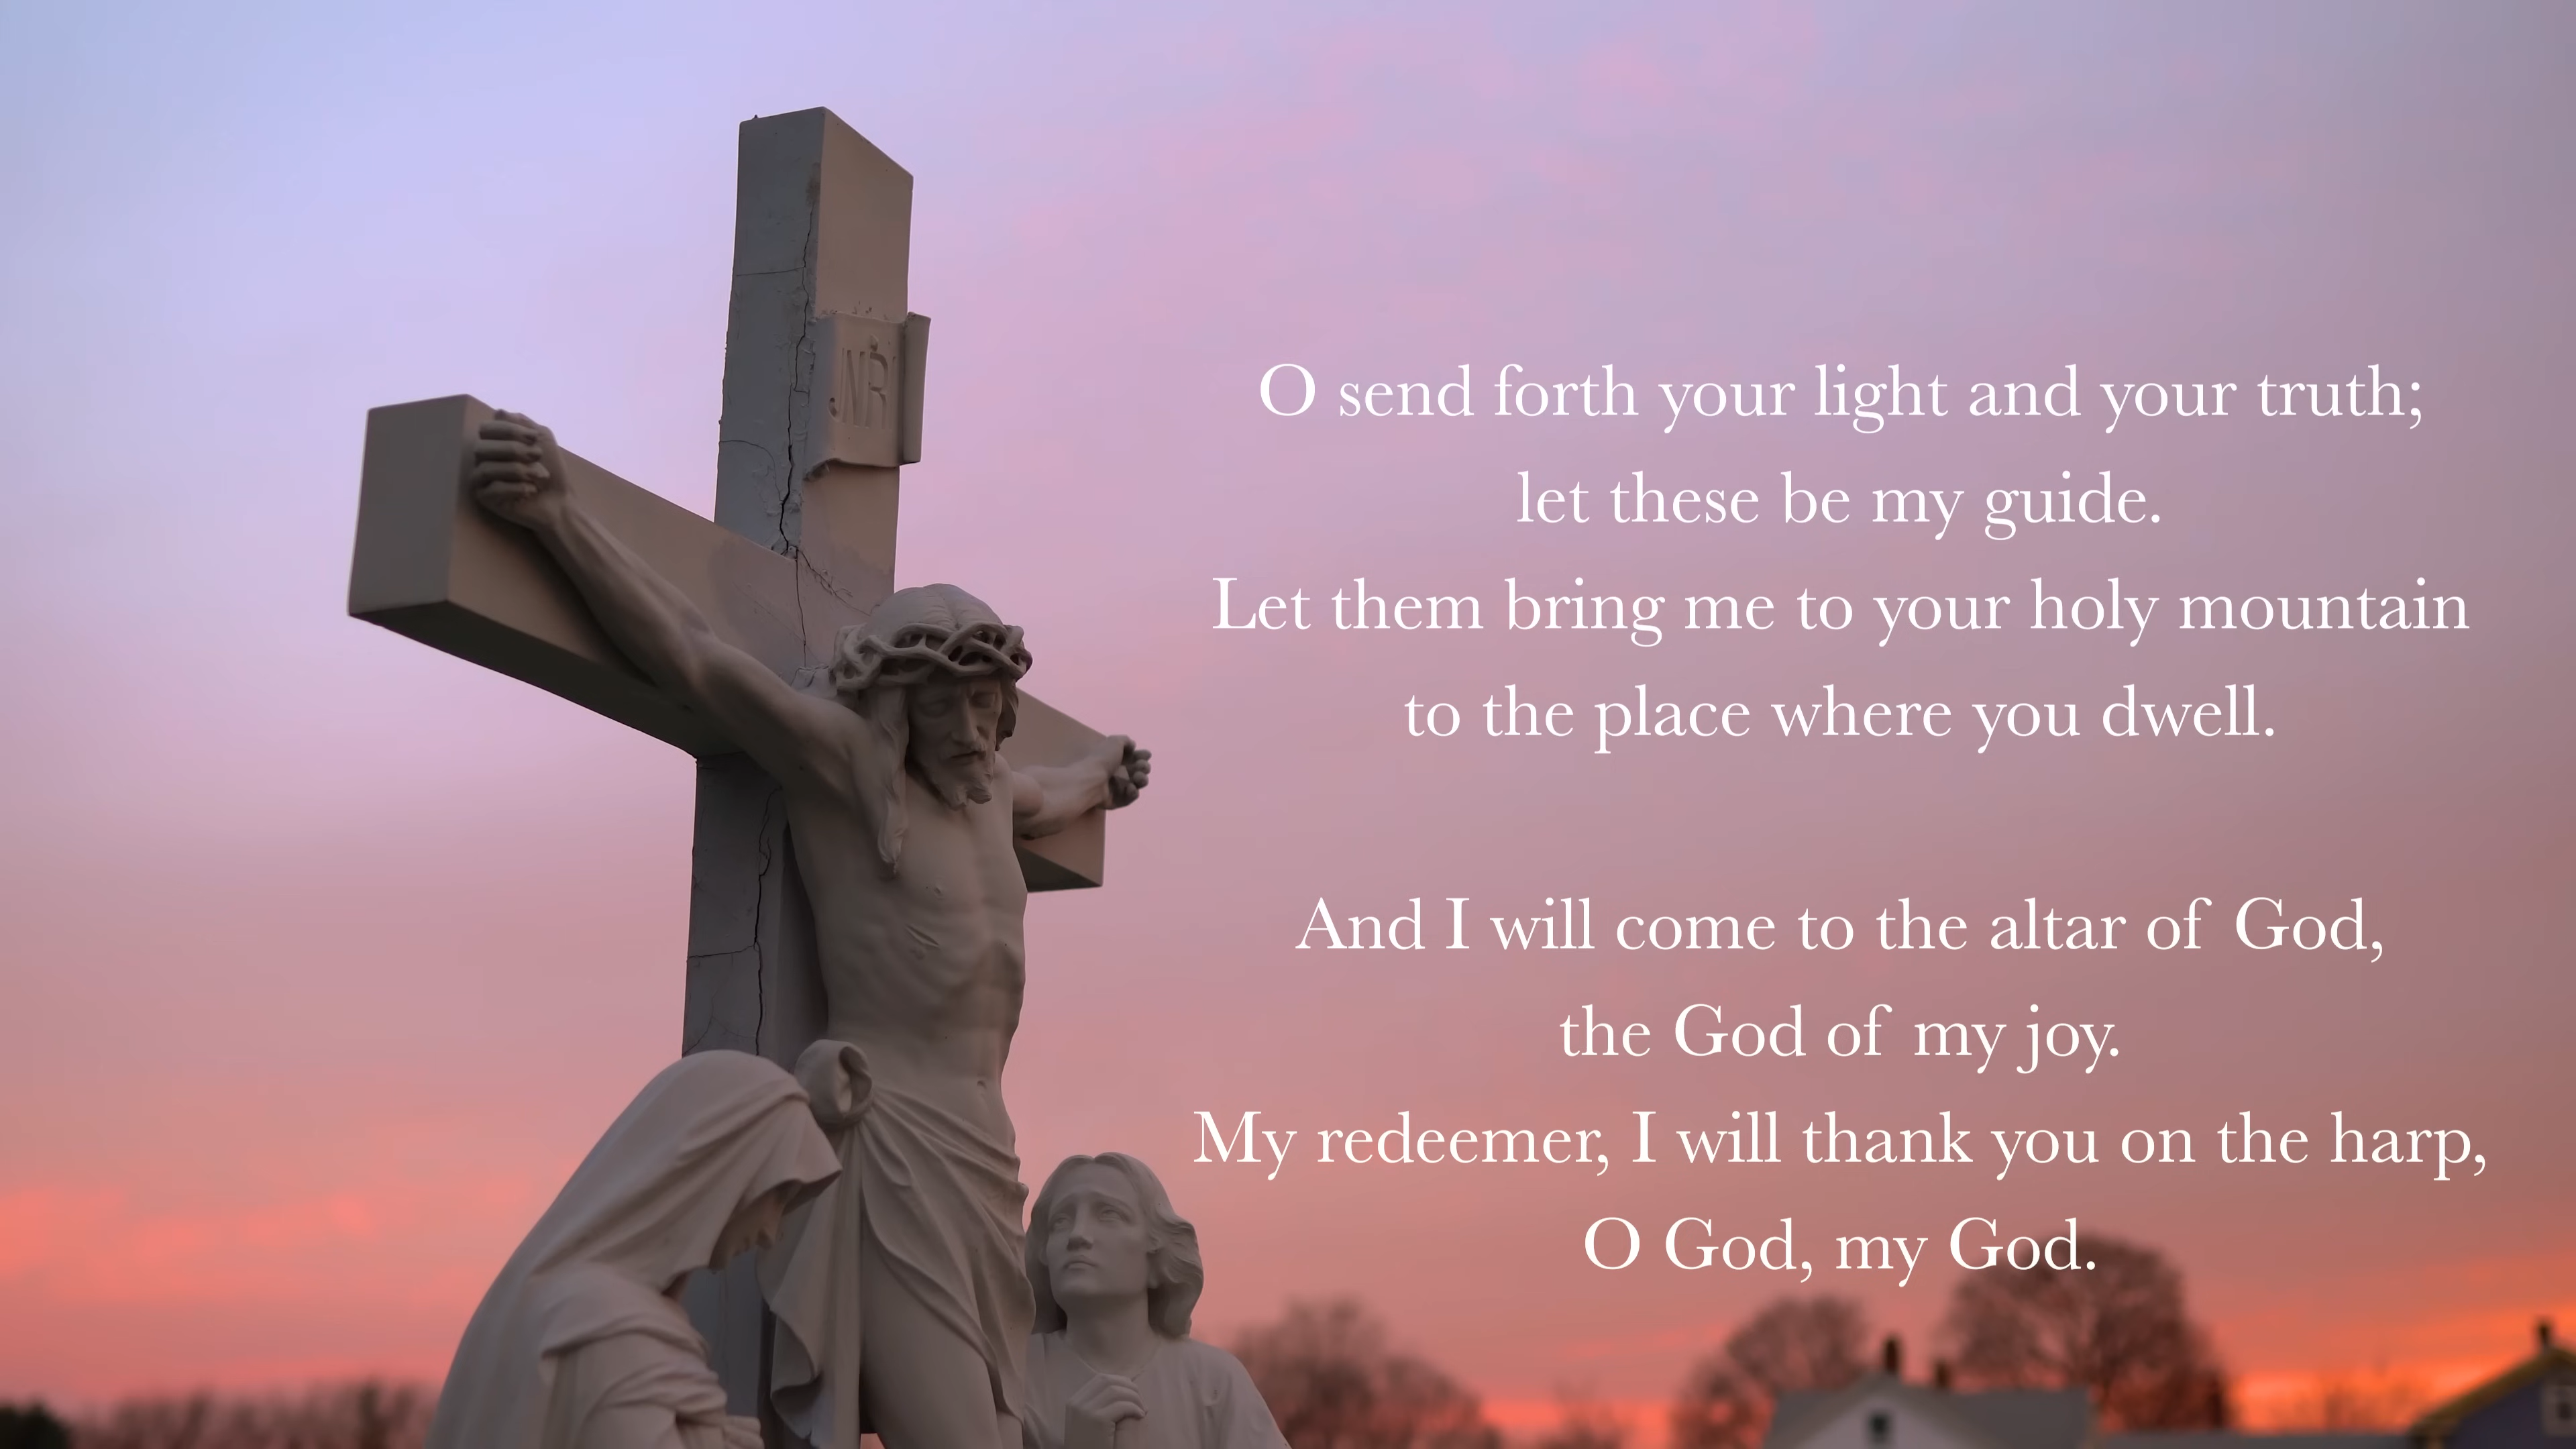 JNRI
O send forth your light and your truth;
let these be my guide.
Let them bring me to your holy mountain
to the place where you dwell.
And I will come to the altar of God,
the God of my joy.
My redeemer, I will thank you on the harp,
O God, my God.